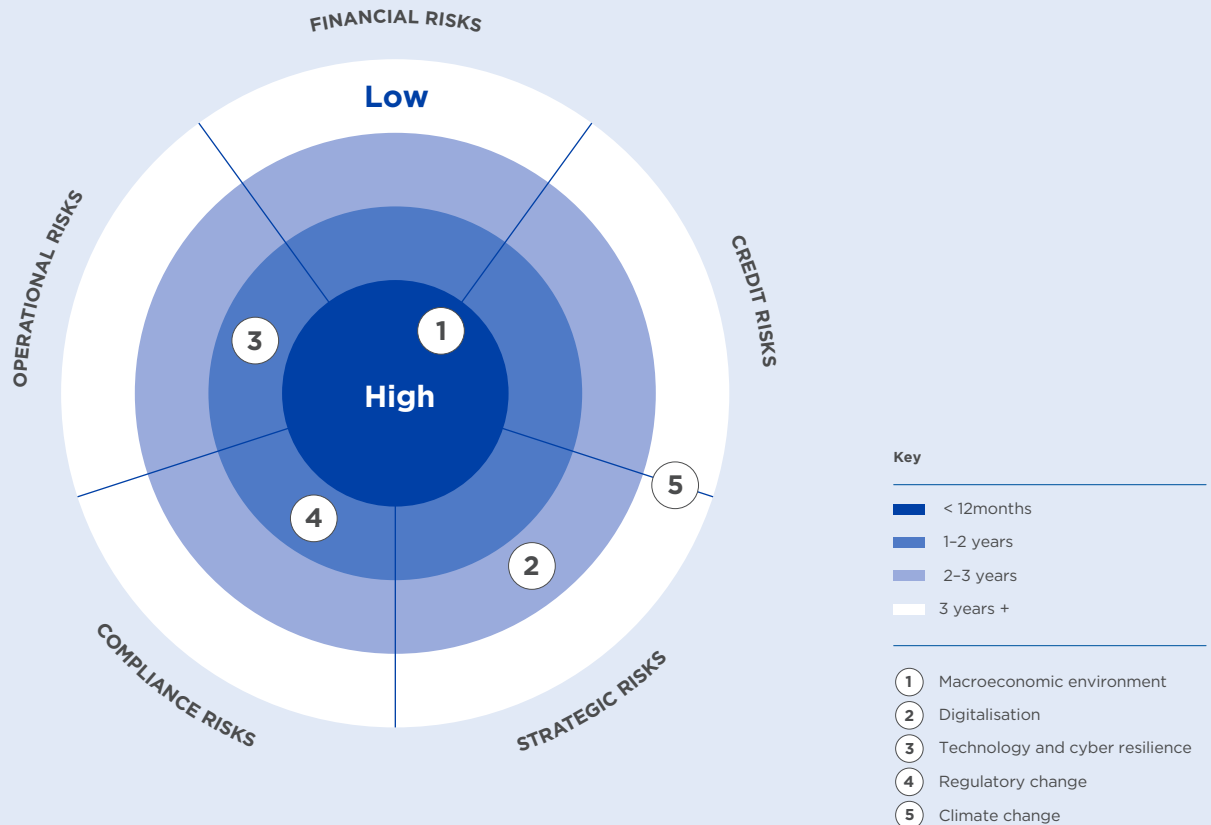 FINANCIAL RISKS
Low
OPERATIONAL RISKS
CREDIT RISKS
1
3
High
5
4
2
COMPLIANCE RISKS
STRATEGIC RISKS
Key
< 12months
1–2 years
2–3 years
3 years +
1 Macroeconomic environment
2 Digitalisation
3 Technology and cyber resilience
4 Regulatory change
5 Climate change